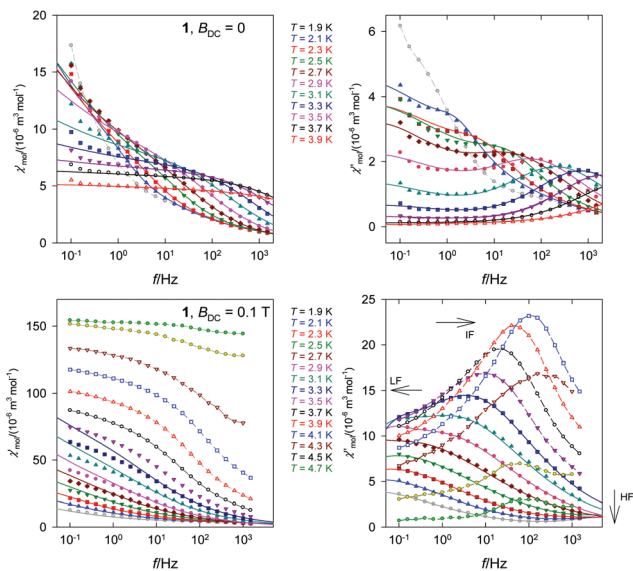 1, B_DC = 0
χ'mol/(10⁻⁶ m³ mol⁻¹)
20
15
10
5
0
10⁻¹ 10⁰ 10¹ 10² 10³
f/Hz
T = 1.9 K
T = 2.1 K
T = 2.3 K
T = 2.5 K
T = 2.7 K
T = 2.9 K
T = 3.1 K
T = 3.3 K
T = 3.5 K
T = 3.7 K
T = 3.9 K
χ"mol/(10⁻⁶ m³ mol⁻¹)
6
4
2
0
10⁻¹ 10⁰ 10¹ 10² 10³
f/Hz
1, B_DC = 0.1 T
χ'mol/(10⁻⁶ m³ mol⁻¹)
150
100
50
0
10⁻¹ 10⁰ 10¹ 10² 10³
f/Hz
T = 1.9 K
T = 2.1 K
T = 2.3 K
T = 2.5 K
T = 2.7 K
T = 2.9 K
T = 3.1 K
T = 3.3 K
T = 3.5 K
T = 3.7 K
T = 3.9 K
T = 4.1 K
T = 4.3 K
T = 4.5 K
T = 4.7 K
χ"mol/(10⁻⁶ m³ mol⁻¹)
25
20
15
10
5
0
IF
LF
HF
10⁻¹ 10⁰ 10¹ 10² 10³
f/Hz